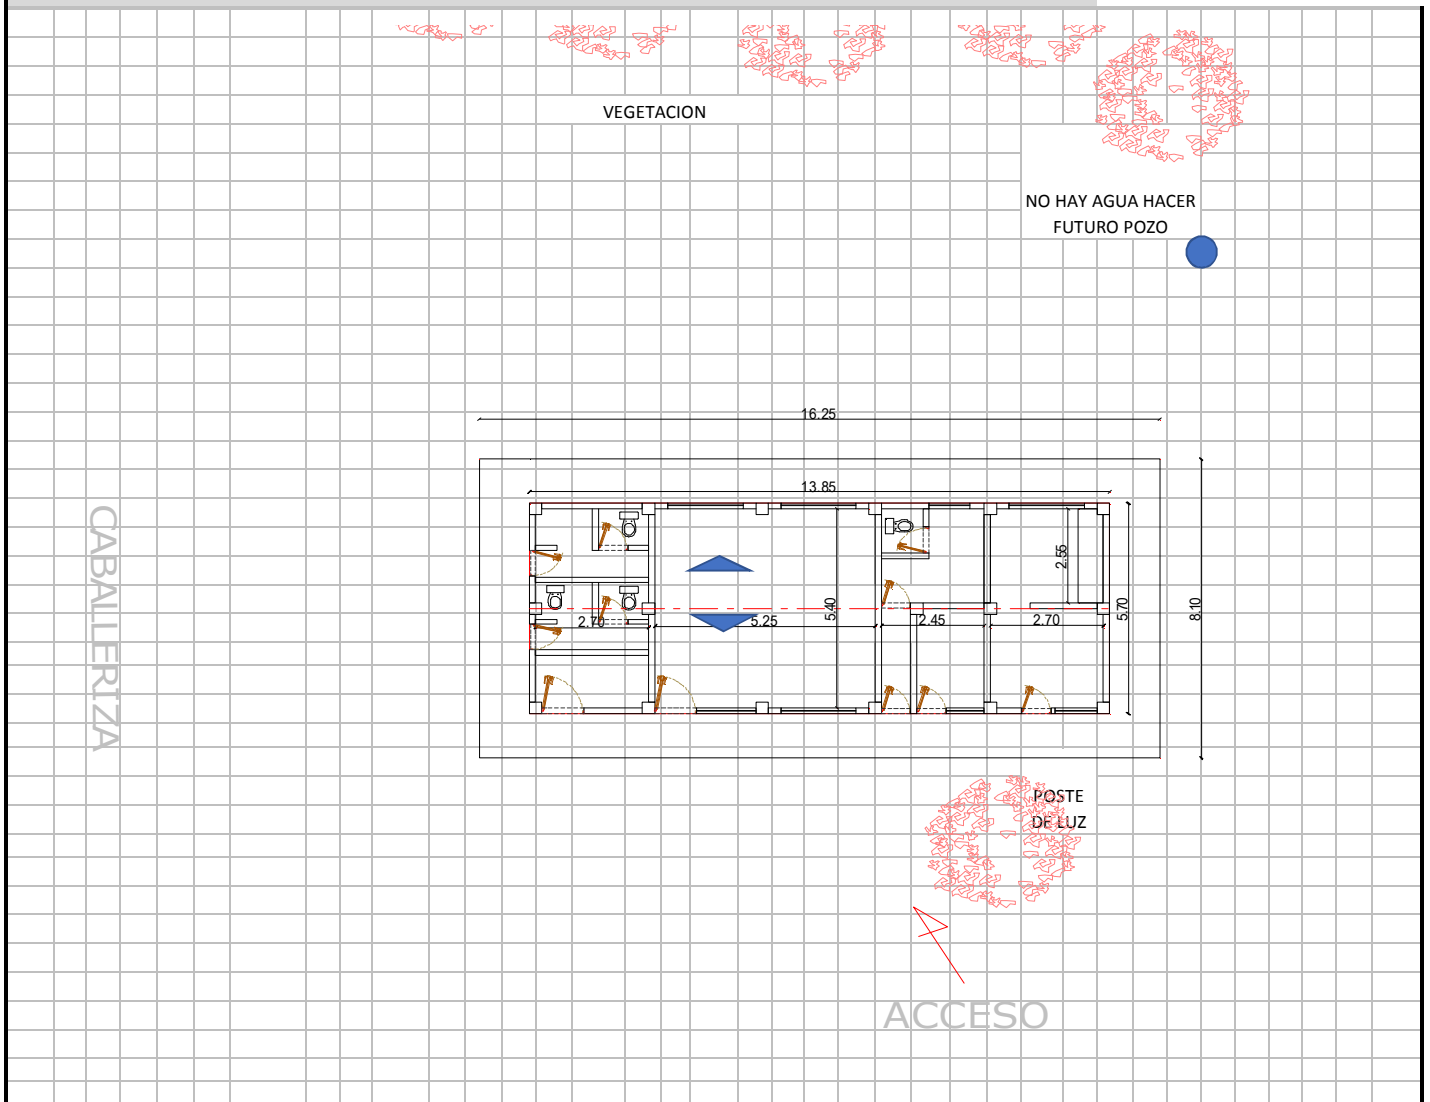 VEGETACION
NO HAY AGUA HACER
FUTURO POZO
16.25
13.85
CABALLERIZA
2.55
5.40
5.70
8.10
2.70
5.25
2.45
2.70
POSTE
DE LUZ
ACCESO